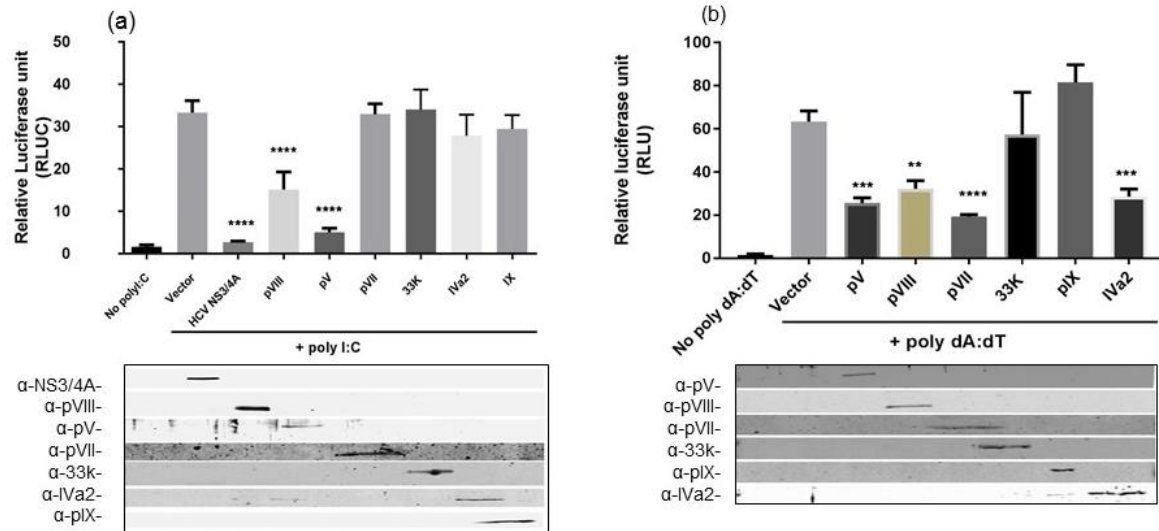 (a)
Relative Luciferase unit
(RLUC)
50
40
30
20
10
0
****
****
****
No polyI:C
Vector
HCV NS3/4A
pVIII
pV
pVII
33K
IVa2
IX
+ poly I:C
α-NS3/4A-
α-pVIII-
α-pV-
α-pVII-
α-33k-
α-IVa2-
α-pIX-
(b)
Relative luciferase unit
(RLU)
100
80
60
40
20
0
***
**
****
***
No poly dA:dT
Vector
pV
pVIII
pVII
33K
pIX
IVa2
+ poly dA:dT
α-pV-
α-pVIII-
α-pVII-
α-33k-
α-pIX-
α-IVa2-